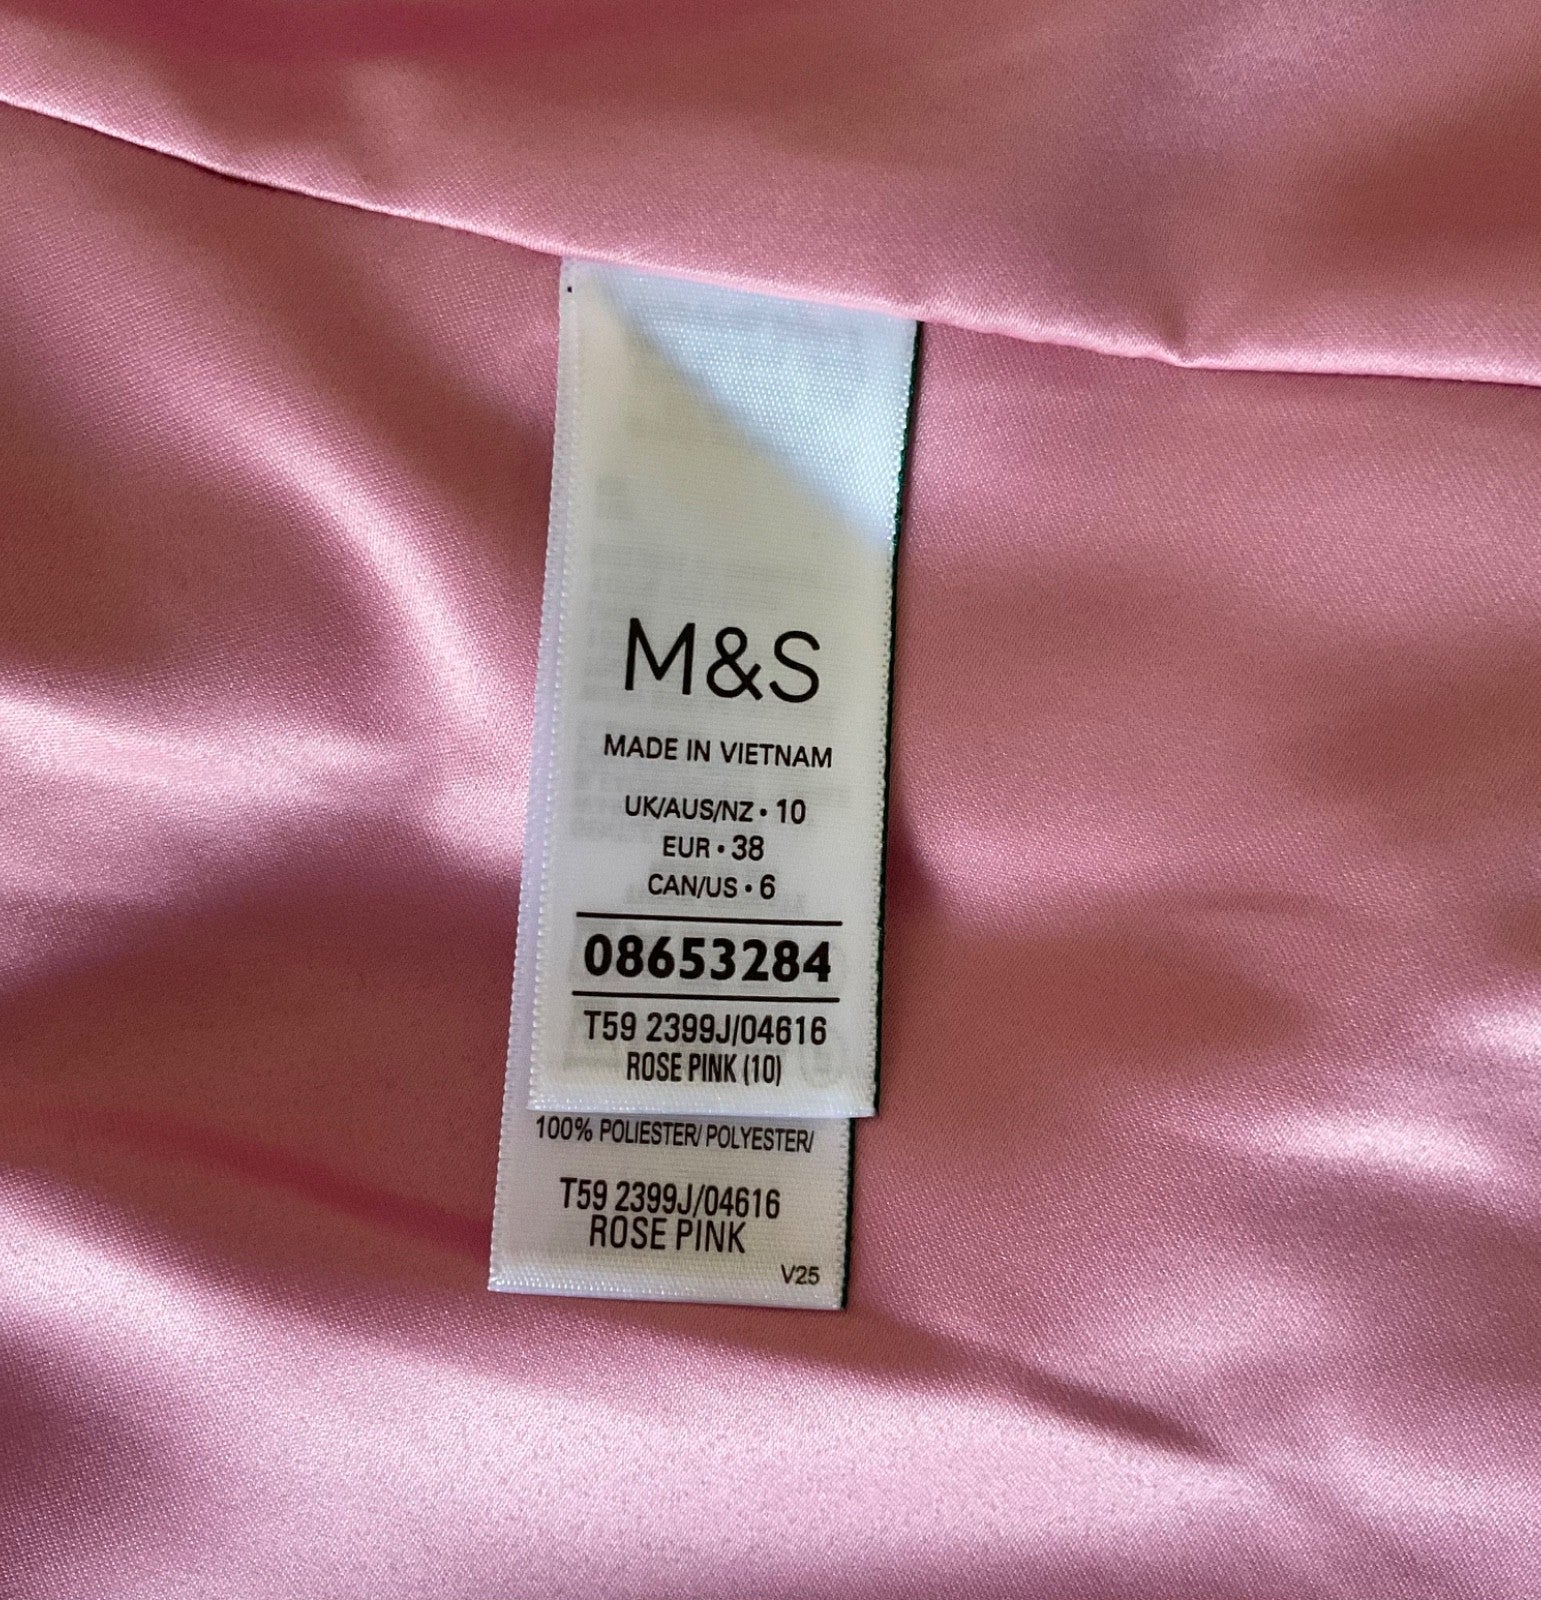 M&S
MADE IN VIETNAM
UK/AUS/NZ • 10
EUR • 38
CAN/US • 6
08653284
T59 2399J/04616
ROSE PINK (10)
100% POLIESTER/ POLYESTER/
T59 2399J/04616
ROSE PINK
V25